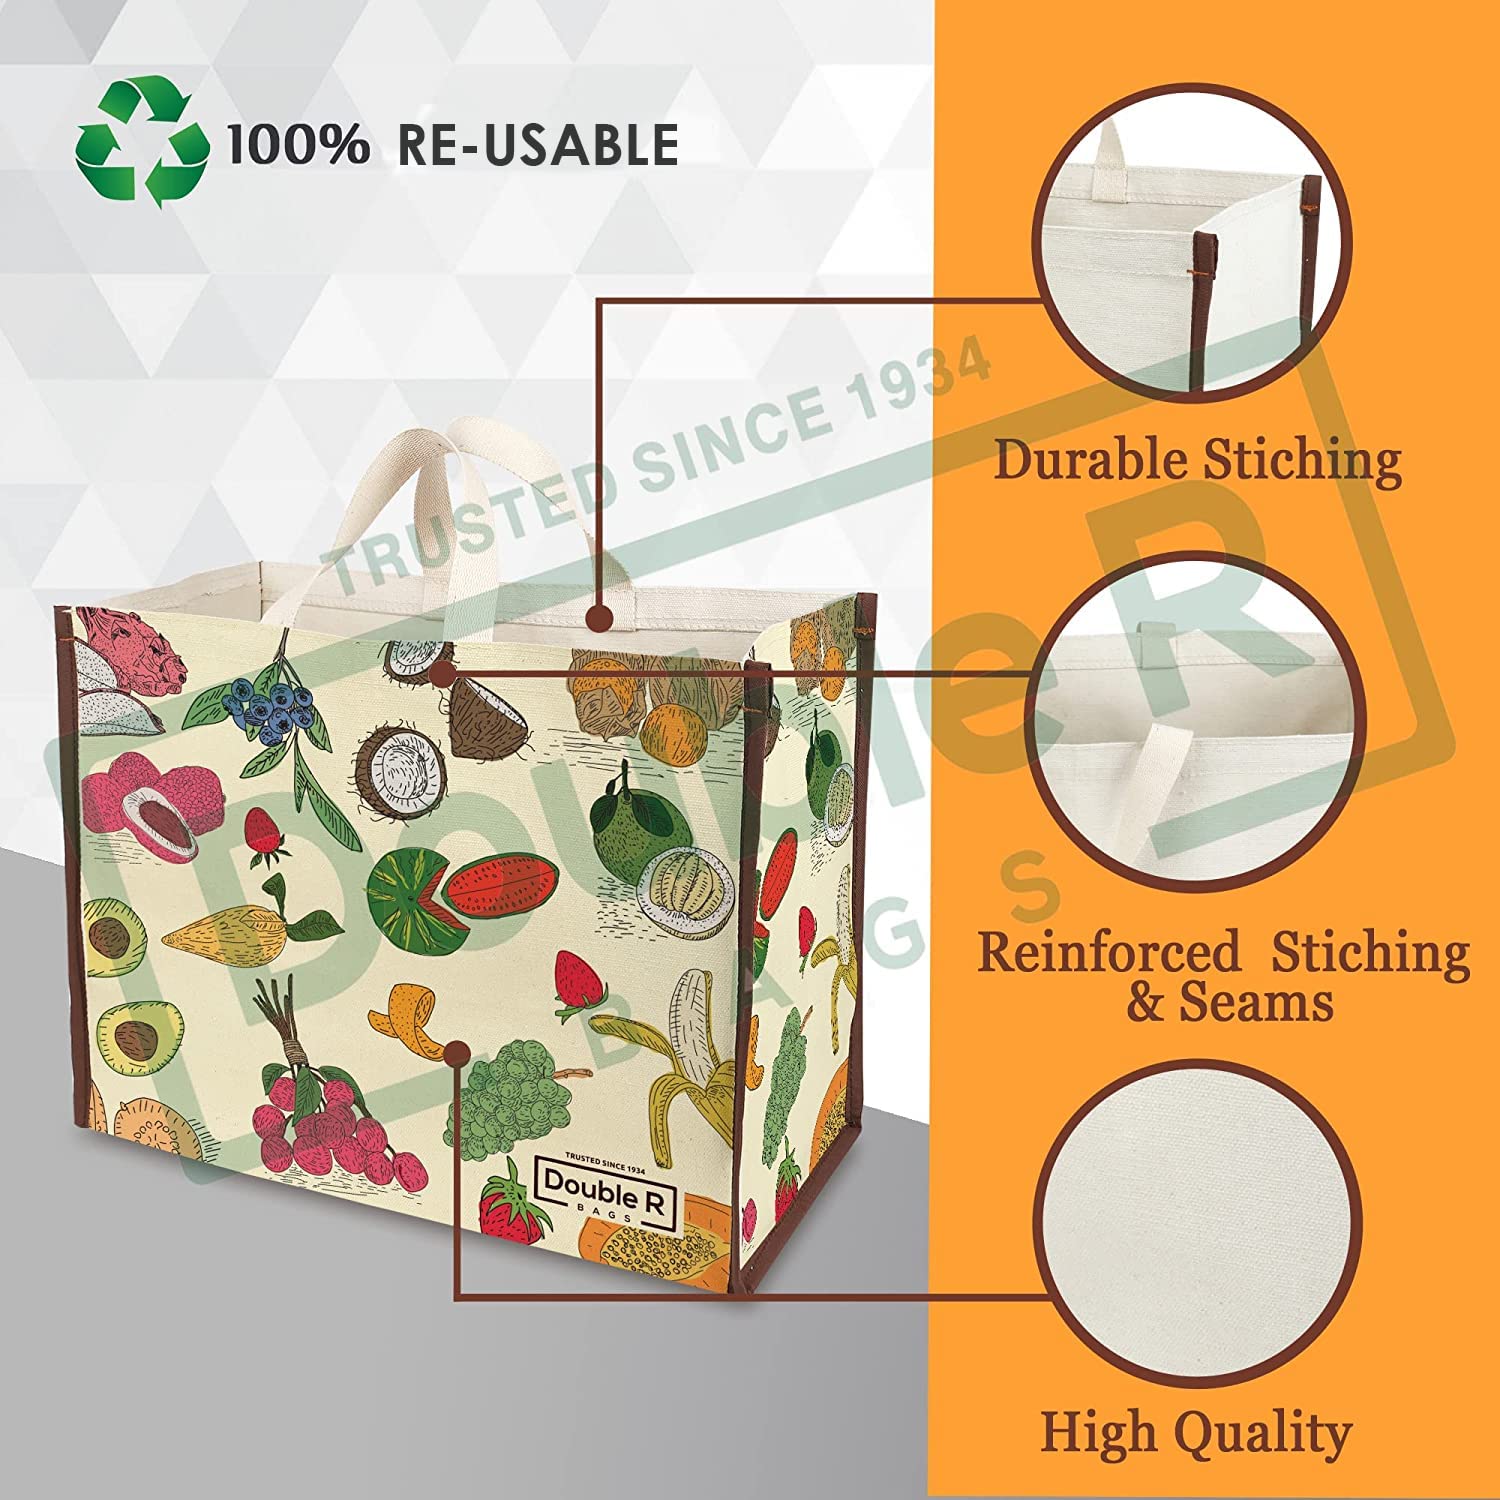 100% RE-USABLE
TRUSTED SINCE 1934
Double R
BAGS
Durable Stiching
Reinforced Stiching
& Seams
TRUSTED SINCE 1934
Double R
BAGS
High Quality